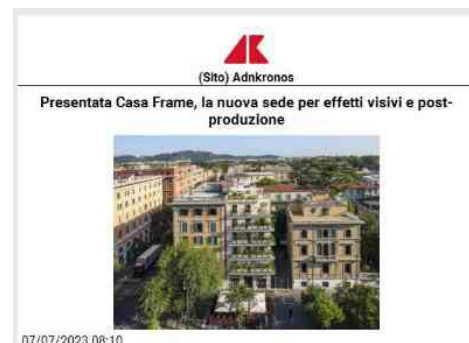 (Sito) Adnkronos
Presentata Casa Frame, la nuova sede per effetti visivi e post-
produzione
07/07/2023 08:10